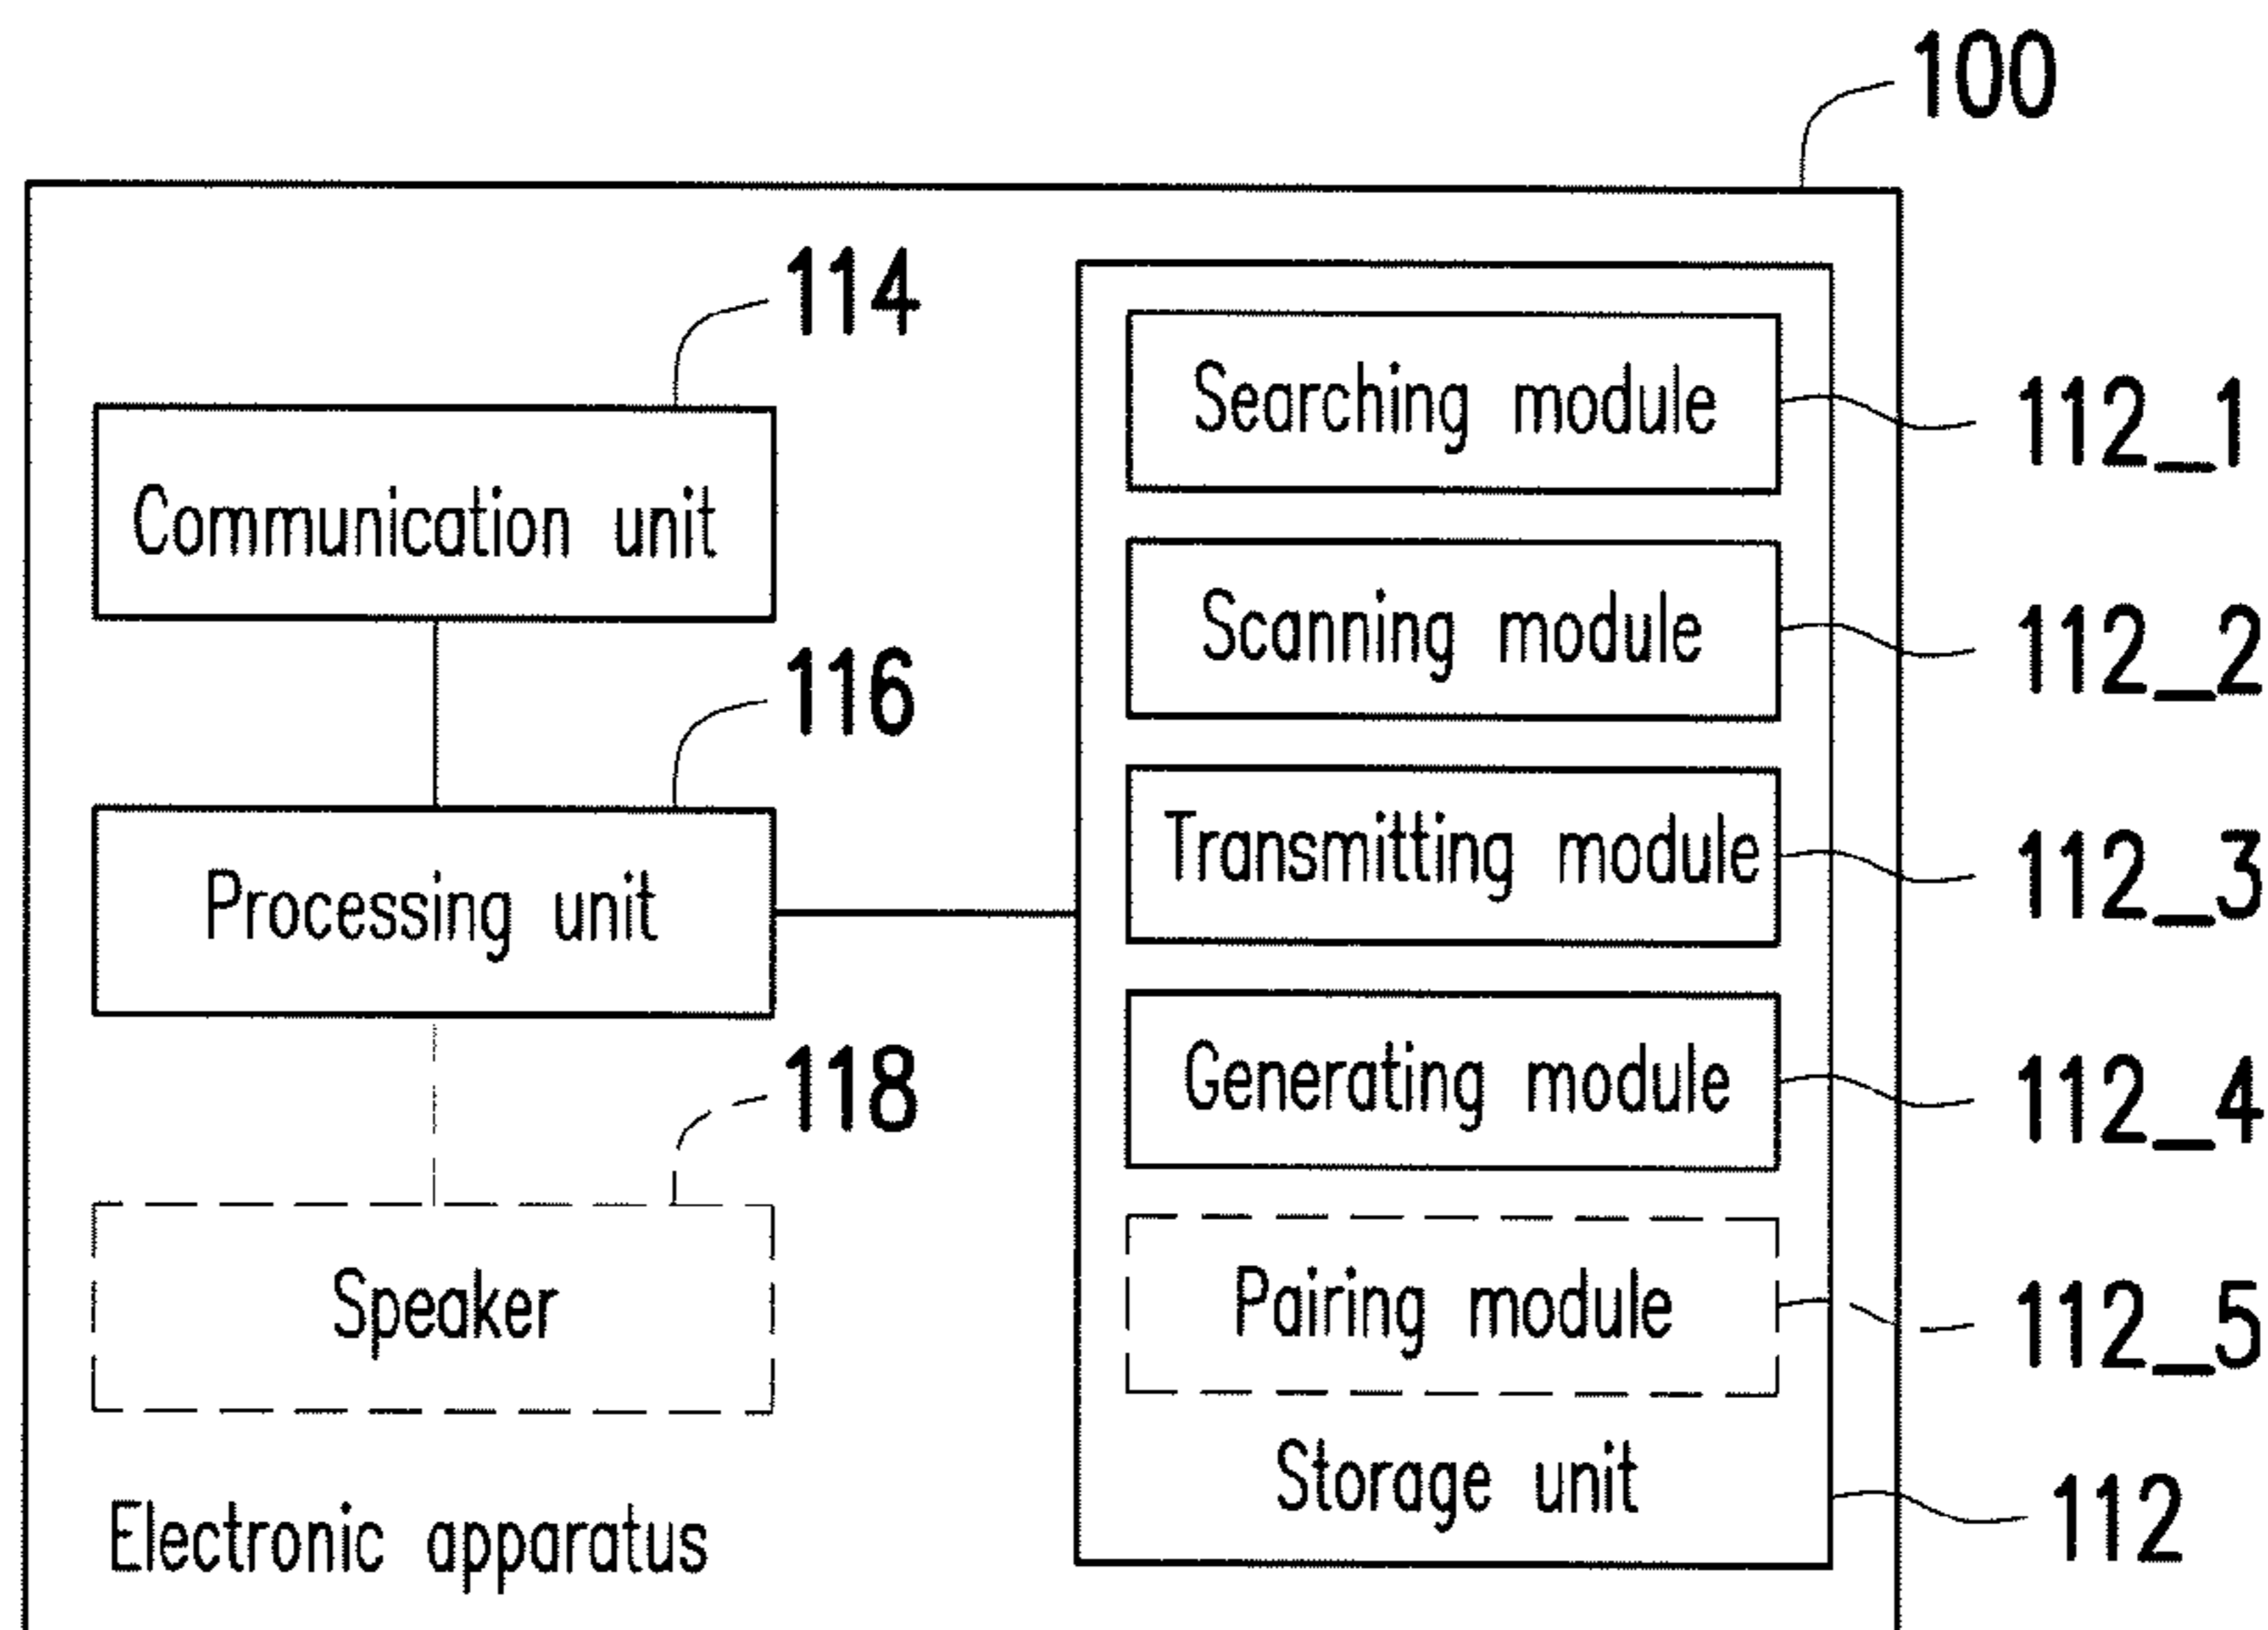 100
114
Communication unit
116
Processing unit
118
Speaker
Electronic apparatus
Searching module
112_1
Scanning module
112_2
Transmitting module
112_3
Generating module
112_4
Pairing module
112_5
Storage unit
112